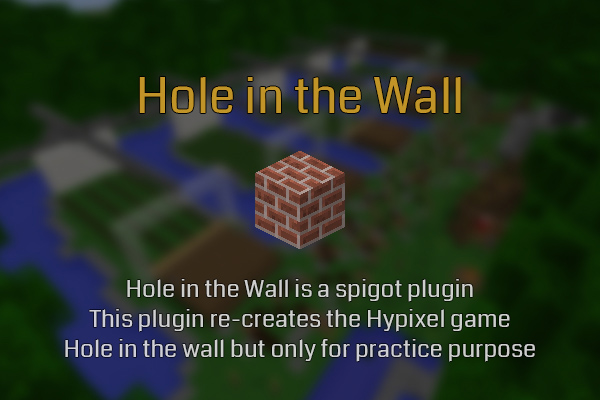 Hole in the Wall
Hole in the Wall is a spigot plugin
This plugin re-creates the Hypixel game
Hole in the wall but only for practice purpose